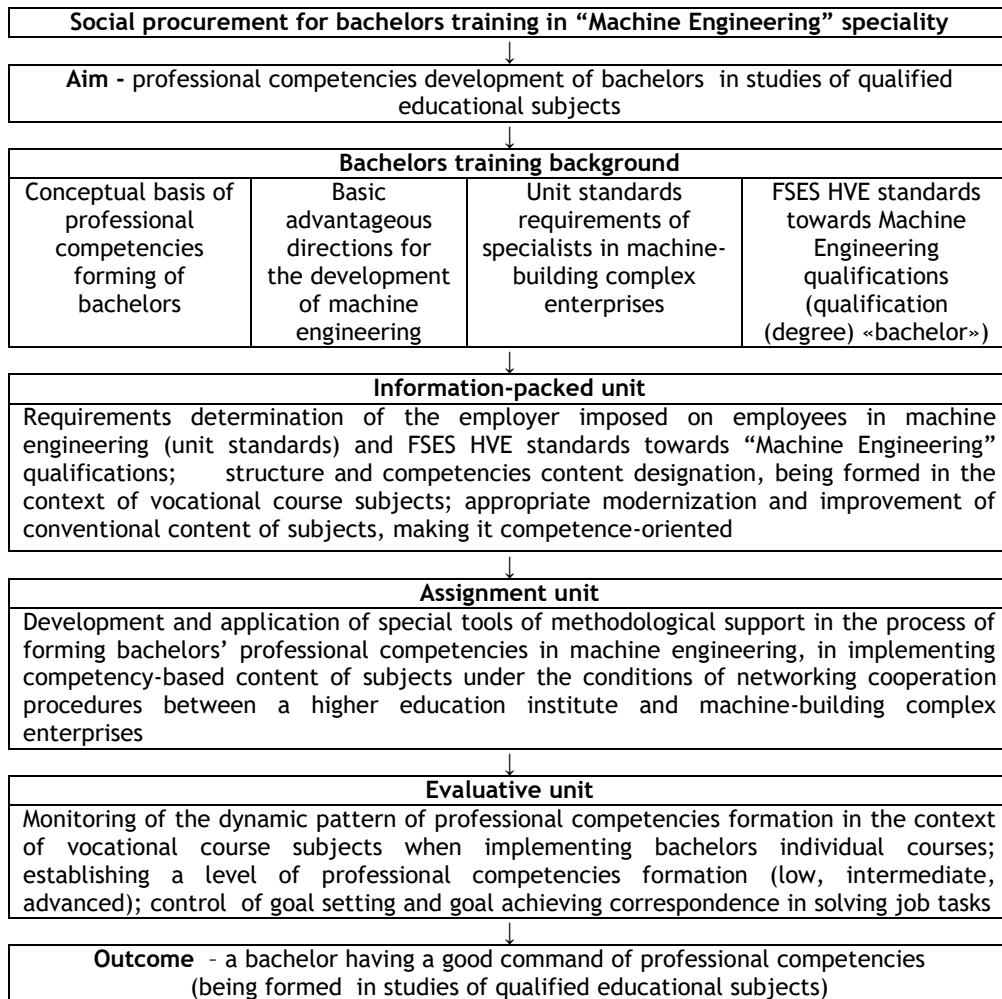 Social procurement for bachelors training in “Machine Engineering” speciality
↓
Aim - professional competencies development of bachelors in studies of qualified
educational subjects
↓
Bachelors training background
Conceptual basis of
professional
competencies
forming of
bachelors
Basic
advantageous
directions for
the development
of machine
engineering
Unit standards
requirements of
specialists in machine-
building complex
enterprises
FSES HVE standards
towards Machine
Engineering
qualifications
(qualification
(degree) «bachelor»)
↓
Information-packed unit
Requirements determination of the employer imposed on employees in machine
engineering (unit standards) and FSES HVE standards towards “Machine Engineering”
qualifications; structure and competencies content designation, being formed in the
context of vocational course subjects; appropriate modernization and improvement of
conventional content of subjects, making it competence-oriented
↓
Assignment unit
Development and application of special tools of methodological support in the process of
forming bachelors’ professional competencies in machine engineering, in implementing
competency-based content of subjects under the conditions of networking cooperation
procedures between a higher education institute and machine-building complex
enterprises
↓
Evaluative unit
Monitoring of the dynamic pattern of professional competencies formation in the context
of vocational course subjects when implementing bachelors individual courses;
establishing a level of professional competencies formation (low, intermediate,
advanced); control of goal setting and goal achieving correspondence in solving job tasks
↓
Outcome – a bachelor having a good command of professional competencies
(being formed in studies of qualified educational subjects)